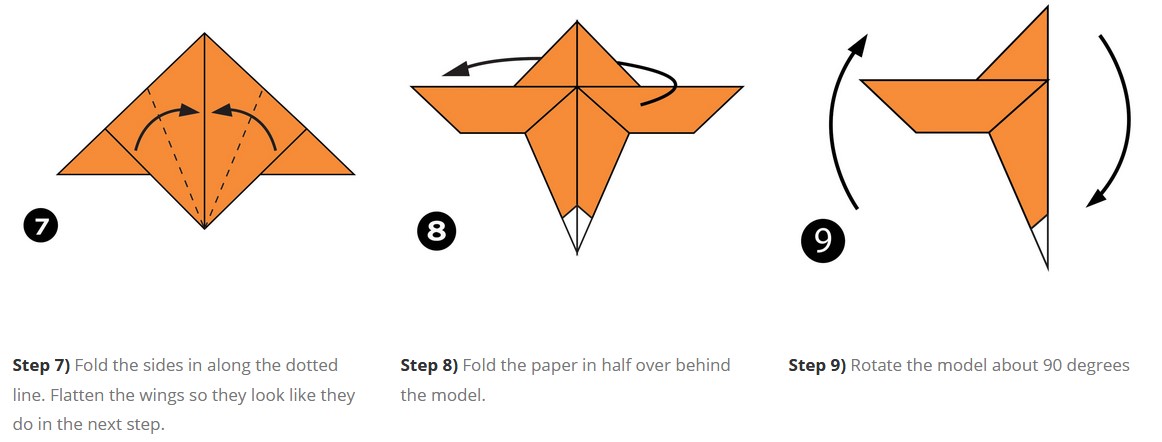 7
8
9
Step 7) Fold the sides in along the dotted
line. Flatten the wings so they look like they
do in the next step.
Step 8) Fold the paper in half over behind
the model.
Step 9) Rotate the model about 90 degrees